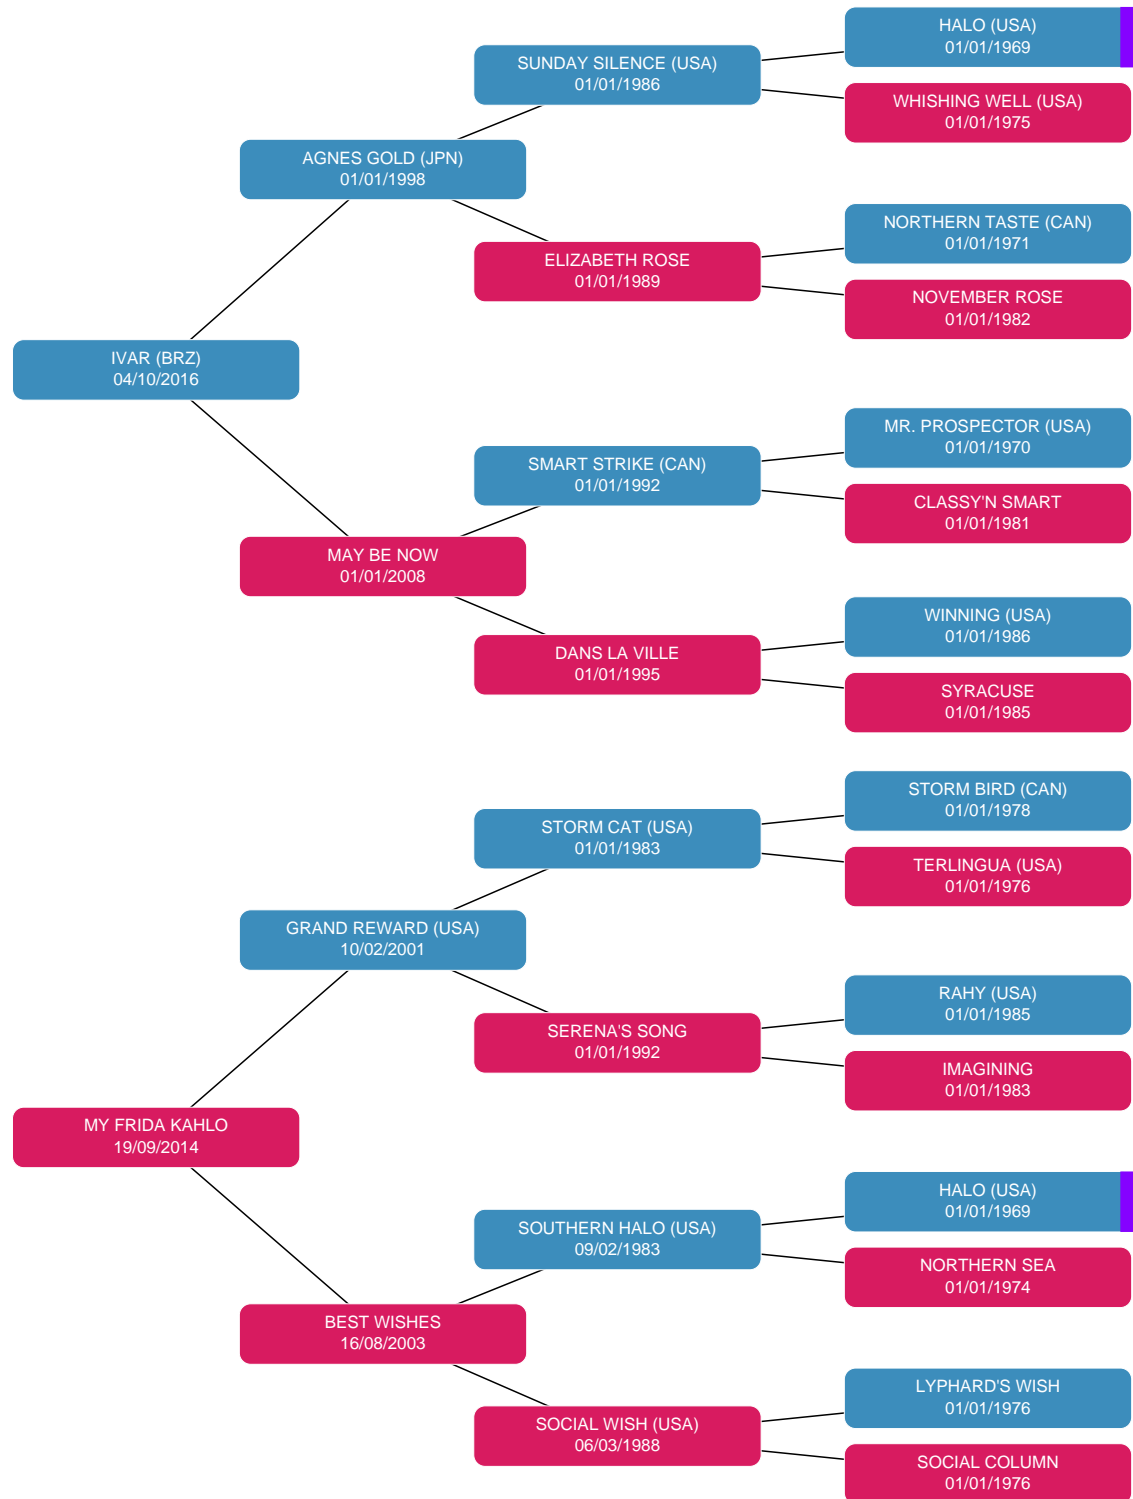 HALO (USA)
01/01/1969
SUNDAY SILENCE (USA)
01/01/1986
WHISHING WELL (USA)
01/01/1975
AGNES GOLD (JPN)
01/01/1998
NORTHERN TASTE (CAN)
01/01/1971
ELIZABETH ROSE
01/01/1989
NOVEMBER ROSE
01/01/1982
IVAR (BRZ)
04/10/2016
MR. PROSPECTOR (USA)
01/01/1970
SMART STRIKE (CAN)
01/01/1992
CLASSY'N SMART
01/01/1981
MAY BE NOW
01/01/2008
WINNING (USA)
01/01/1986
DANS LA VILLE
01/01/1995
SYRACUSE
01/01/1985
STORM BIRD (CAN)
01/01/1978
STORM CAT (USA)
01/01/1983
TERLINGUA (USA)
01/01/1976
GRAND REWARD (USA)
10/02/2001
RAHY (USA)
01/01/1985
SERENA'S SONG
01/01/1992
IMAGINING
01/01/1983
MY FRIDA KAHLO
19/09/2014
HALO (USA)
01/01/1969
SOUTHERN HALO (USA)
09/02/1983
NORTHERN SEA
01/01/1974
BEST WISHES
16/08/2003
LYPHARD'S WISH
01/01/1976
SOCIAL WISH (USA)
06/03/1988
SOCIAL COLUMN
01/01/1976